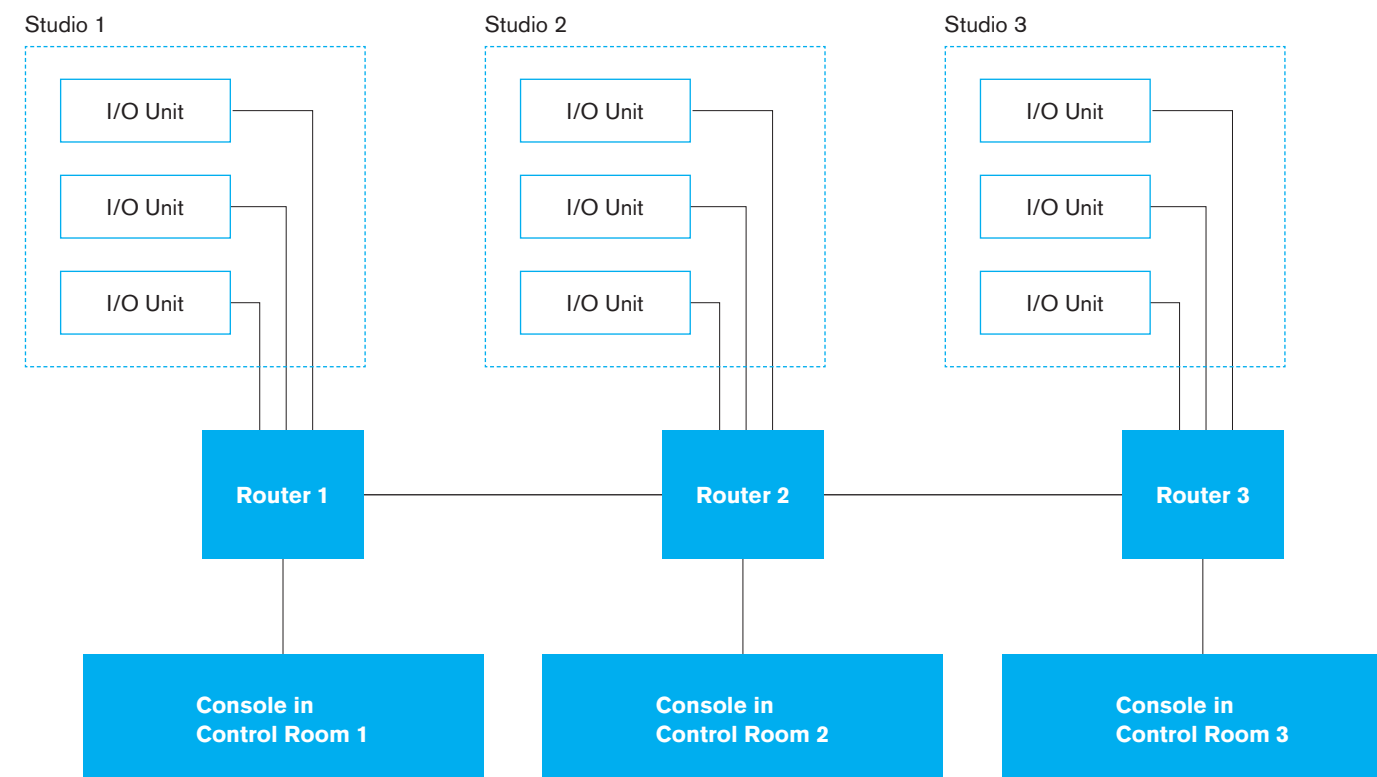 Studio 1
Studio 2
Studio 3
I/O Unit
I/O Unit
I/O Unit
I/O Unit
I/O Unit
I/O Unit
I/O Unit
I/O Unit
I/O Unit
Router 1
Router 2
Router 3
Console in
Control Room 1
Console in
Control Room 2
Console in
Control Room 3